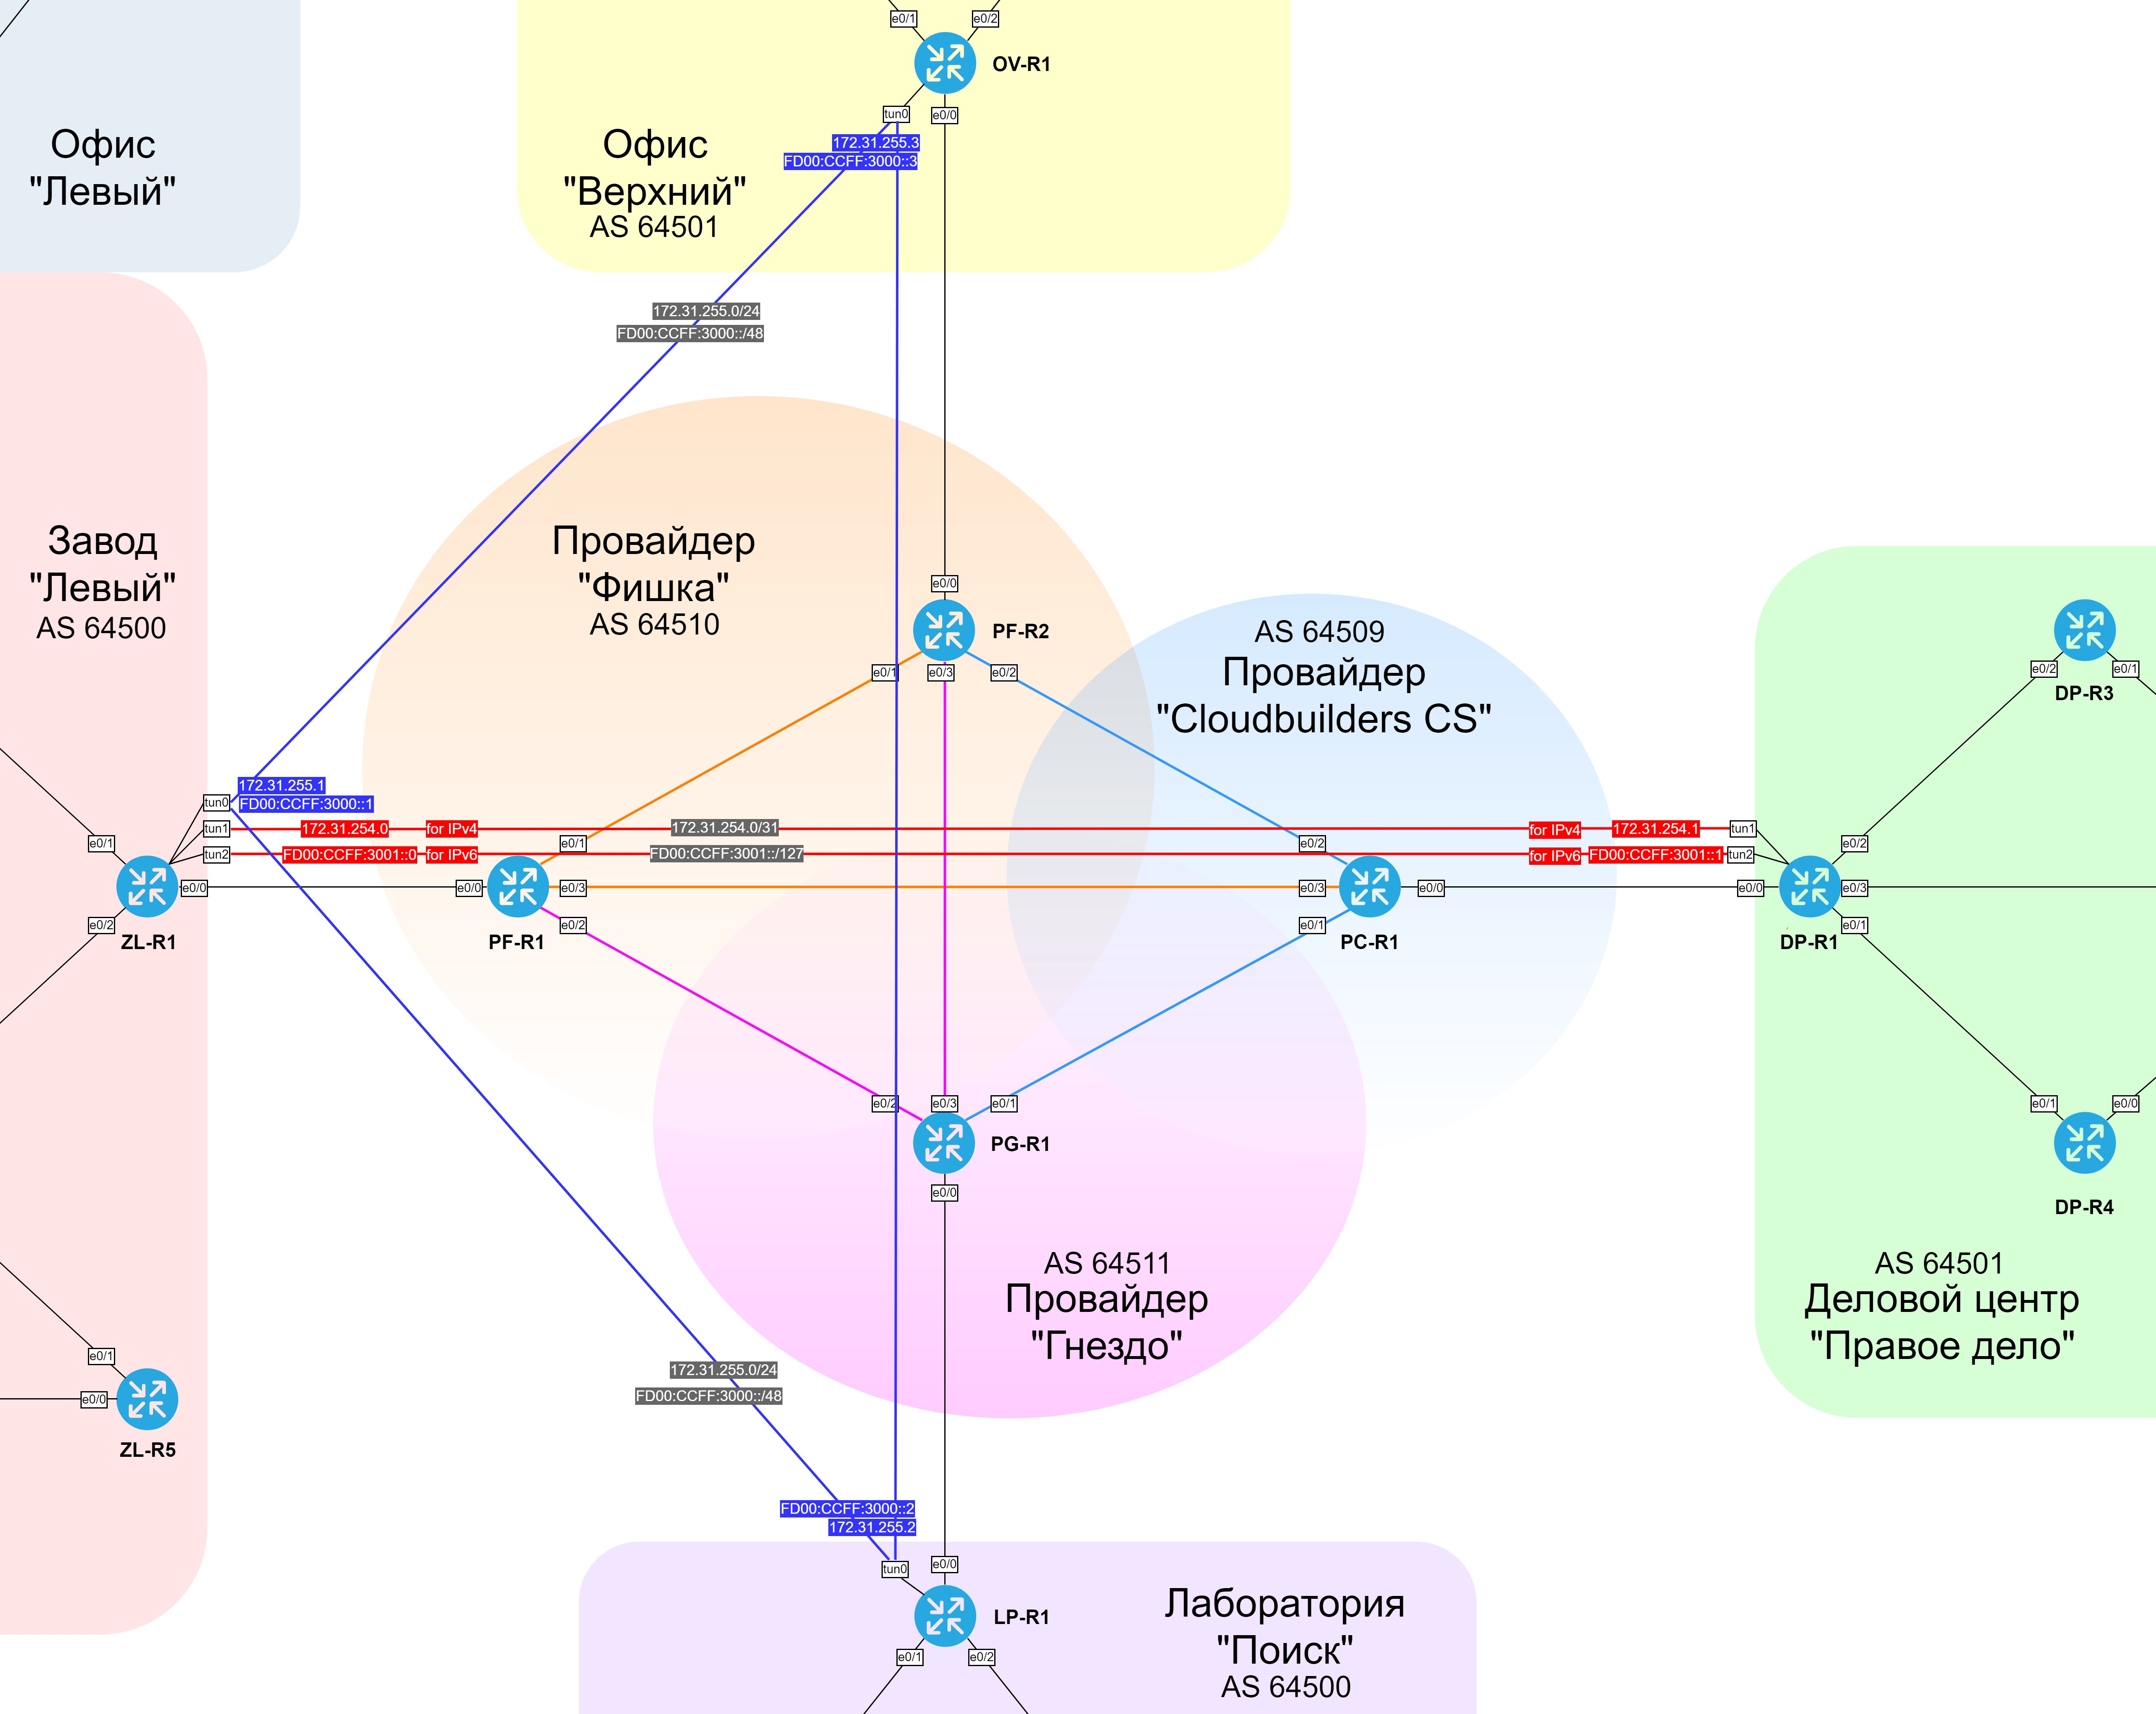 e0/1
e0/2
OV-R1
tun0
e0/0
172.31.255.3
FD00:CCFF:3000::3
Офис
"Левый"
Офис
"Верхний"
AS 64501
172.31.255.0/24
FD00:CCFF:3000::/48
Завод
"Левый"
AS 64500
Провайдер
"Фишка"
AS 64510
e0/0
PF-R2
e0/1
e0/3
e0/2
AS 64509
Провайдер
"Cloudbuilders CS"
DP-R3
e0/2
e0/1
172.31.255.1
FD00:CCFF:3000::1
tun0
tun1
172.31.254.0
for IPv4
172.31.254.0/31
for IPv4
172.31.254.1
tun1
tun2
FD00:CCFF:3001::0
for IPv6
FD00:CCFF:3001::/127
for IPv6
FD00:CCFF:3001::1
tun2
e0/1
e0/0
e0/2
ZL-R1
e0/1
e0/0
e0/3
e0/2
PF-R1
e0/2
e0/3
e0/1
e0/0
PC-R1
e0/2
e0/0
e0/3
e0/1
DP-R1
e0/2
e0/3
e0/1
PG-R1
e0/0
e0/1
e0/0
DP-R4
AS 64511
Провайдер
"Гнездо"
AS 64501
Деловой центр
"Правое дело"
e0/1
e0/0
ZL-R5
172.31.255.0/24
FD00:CCFF:3000::/48
FD00:CCFF:3000::2
172.31.255.2
tun0
e0/0
LP-R1
e0/1
e0/2
Лаборатория
"Поиск"
AS 64500